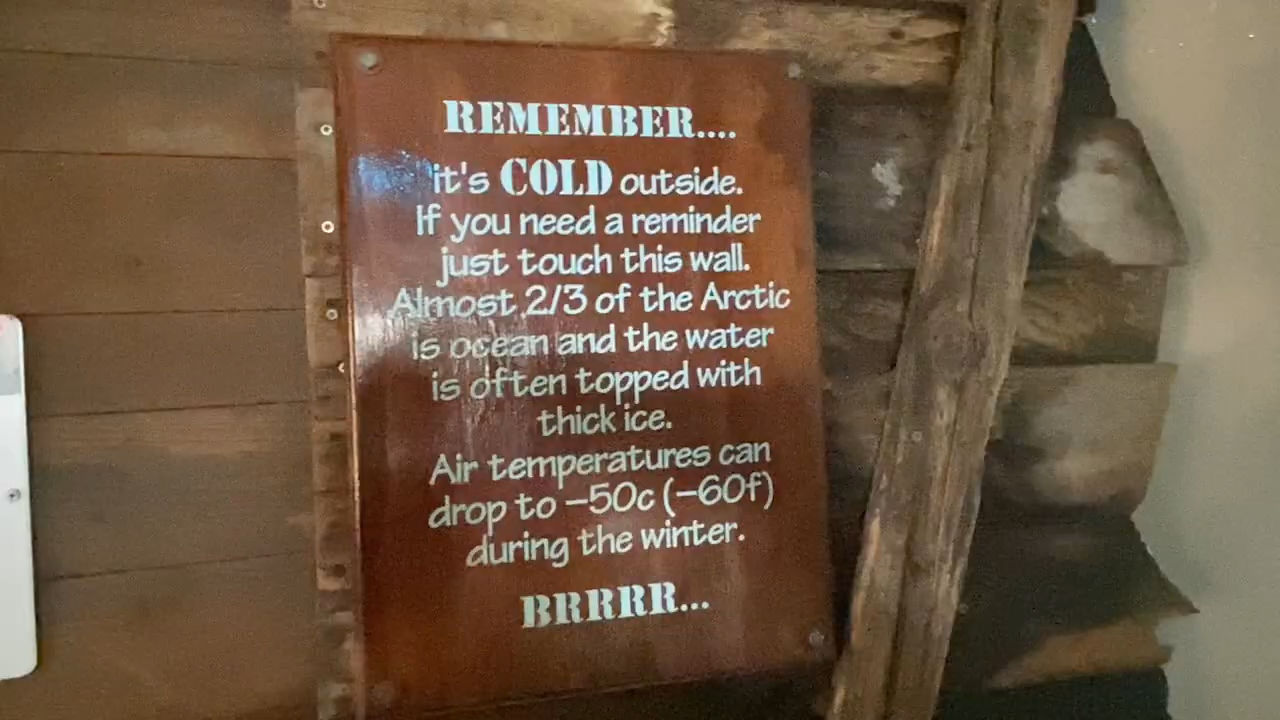 REMEMBER....
it's COLD outside.
If you need a reminder
just touch this wall.
Almost 2/3 of the Arctic
is ocean and the water
is often topped with
thick ice.
Air temperatures can
drop to -50c (-60f)
during the winter.
BRRRR...